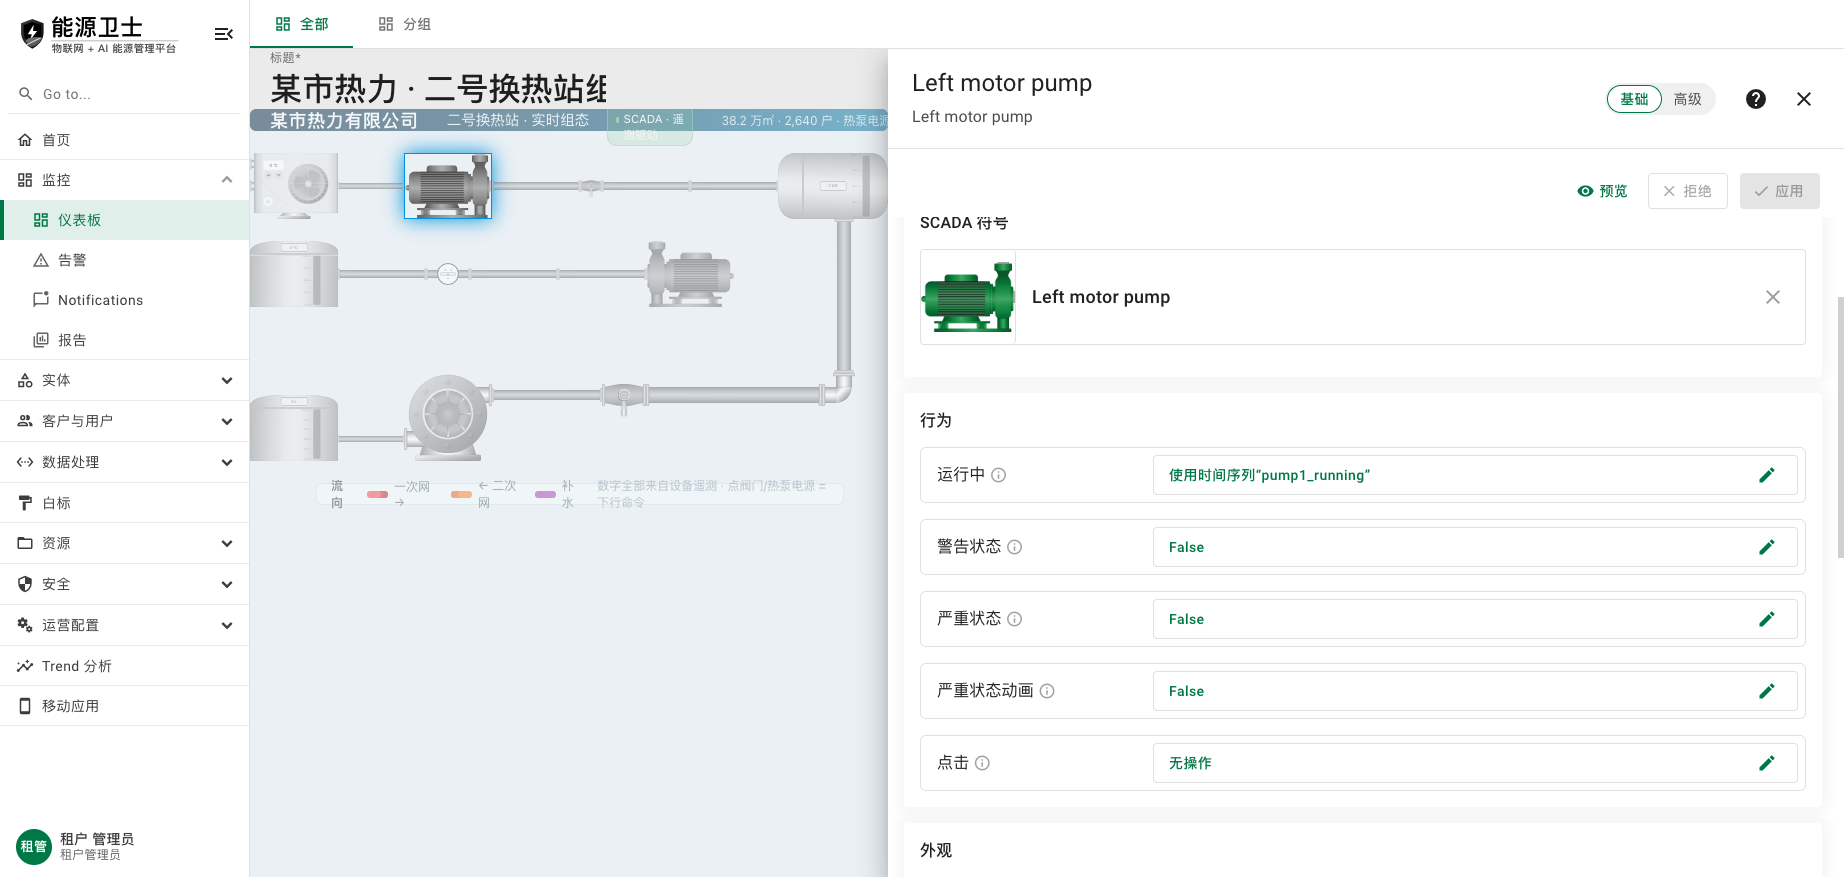 能源卫士
物联网 + AI 能源管理平台
Go to...
首页
监控
仪表板
告警
Notifications
报告
实体
客户与用户
数据处理
白标
资源
安全
运营配置
Trend 分析
移动应用
租管
租户 管理员
租户管理员
全部
分组
标题*
某市热力 · 二号换热站组
某市热力有限公司
二号换热站 · 实时组态
SCADA · 遥
测驱动
38.2 万㎡ · 2,640 户 · 热泵电源
流
向
一次网
→
← 二次
网
补
水
数字全部来自设备遥测 · 点阀门/热泵电源 =
下行命令
Left motor pump
Left motor pump
基础
高级
预览
拒绝
应用
SCADA 符号
Left motor pump
行为
运行中
使用时间序列“pump1_running”
警告状态
False
严重状态
False
严重状态动画
False
点击
无操作
外观